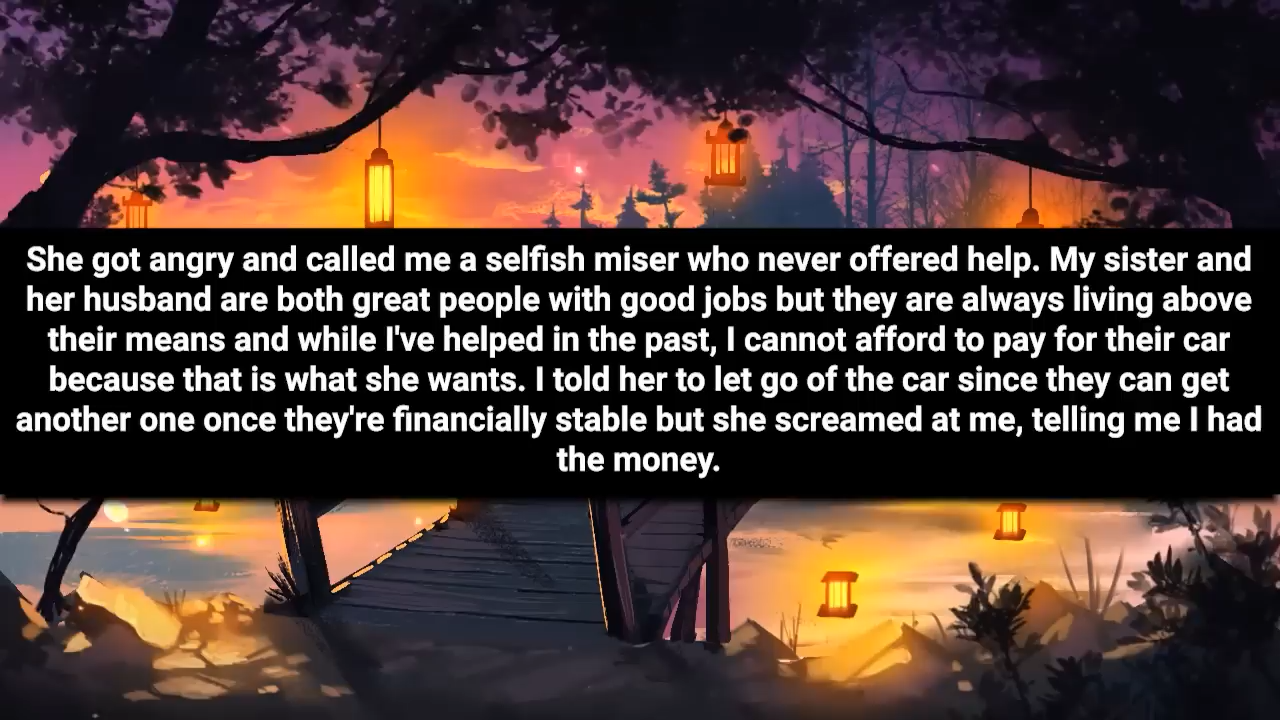 She got angry and called me a selfish miser who never offered help. My sister and
her husband are both great people with good jobs but they are always living above
their means and while I've helped in the past, I cannot afford to pay for their car
because that is what she wants. I told her to let go of the car since they can get
another one once they're financially stable but she screamed at me, telling me I had
the money.